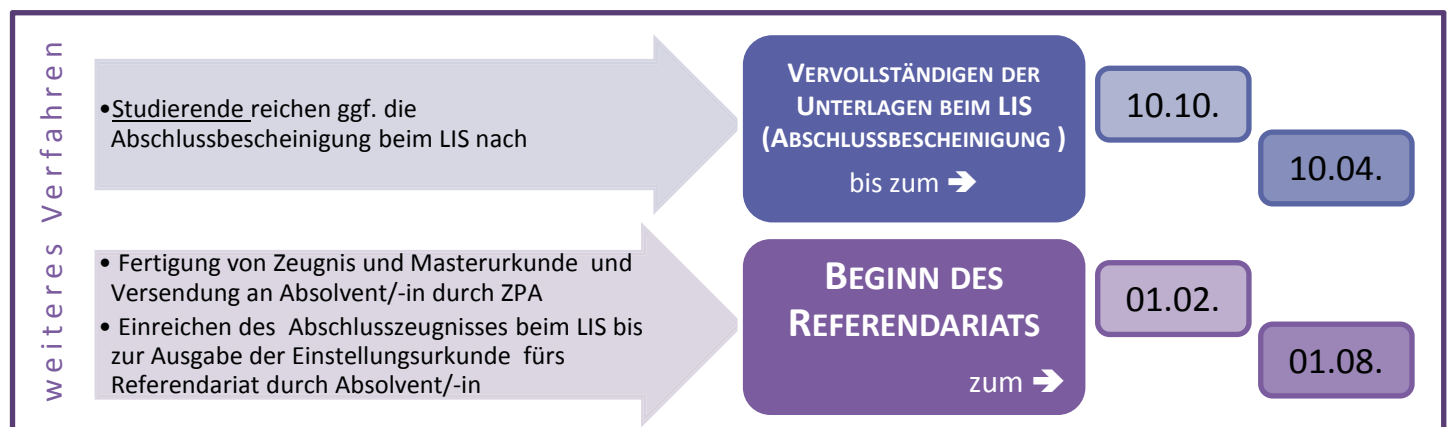 weiteres Verfahren
•Studierende reichen ggf. die
Abschlussbescheinigung beim LIS nach
VERVOLLSTÄNDIGEN DER
UNTERLAGEN BEIM LIS
(ABSCHLUSSBESCHEINIGUNG )
bis zum ➔
10.10.
10.04.
• Fertigung von Zeugnis und Masterurkunde und
Versendung an Absolvent/-in durch ZPA
• Einreichen des Abschlusszeugnisses beim LIS bis
zur Ausgabe der Einstellungsurkunde fürs
Referendariat durch Absolvent/-in
BEGINN DES
REFERENDARIATS
zum ➔
01.02.
01.08.